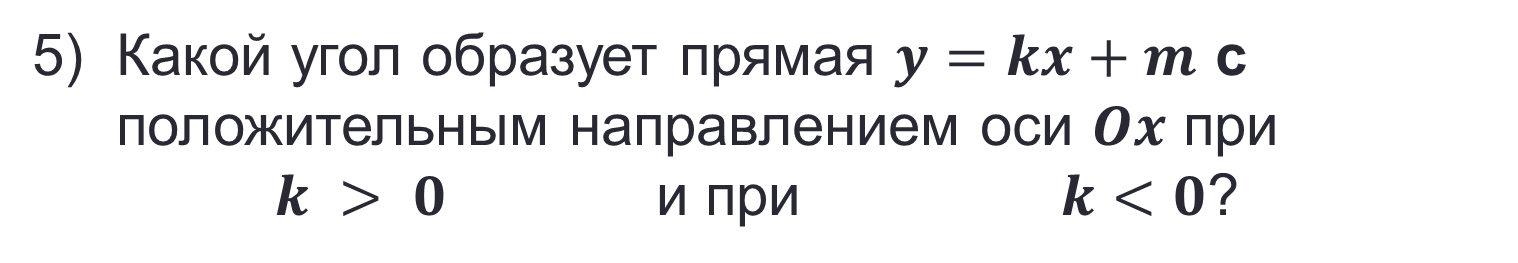 5) Какой угол образует прямая y = kx + m с
положительным направлением оси Ox при
k > 0 и при k < 0?